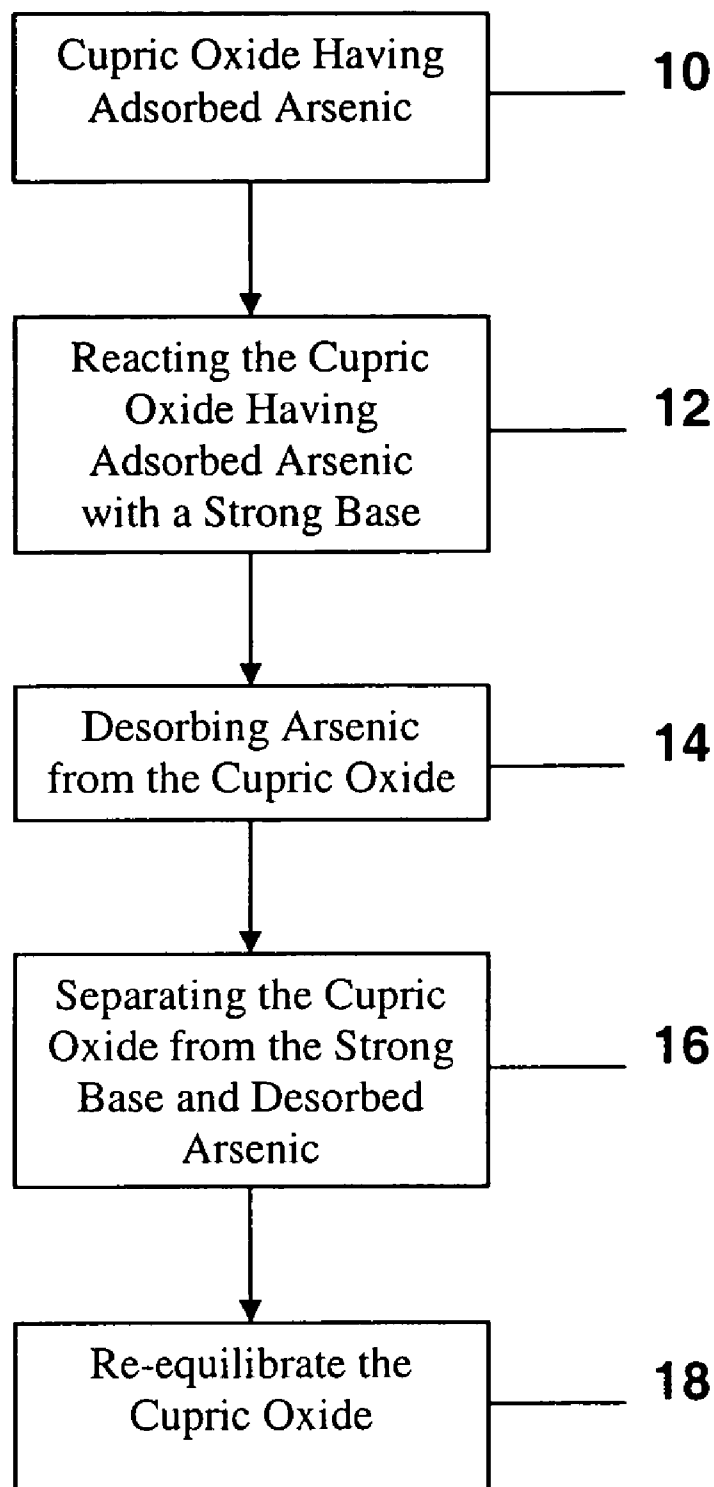 Cupric Oxide Having
Adsorbed Arsenic
10
Reacting the Cupric
Oxide Having
Adsorbed Arsenic
with a Strong Base
12
Desorbing Arsenic
from the Cupric Oxide
14
Separating the Cupric
Oxide from the Strong
Base and Desorbed
Arsenic
16
Re-equilibrate the
Cupric Oxide
18